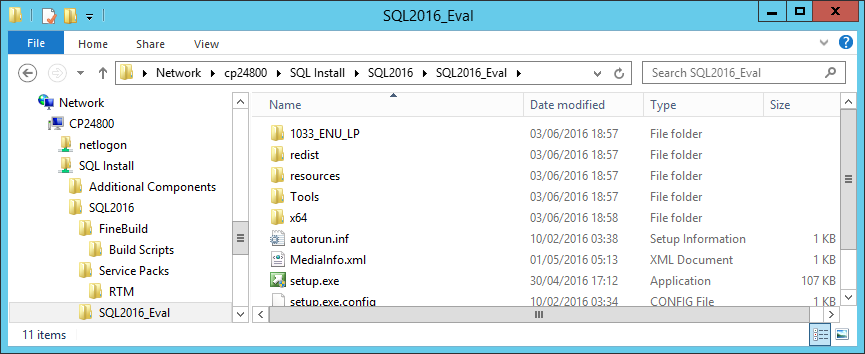 SQL2016_Eval
File Home Share View
Network cp24800 SQL Install SQL2016 SQL2016_Eval Search SQL2016_Eval
Network
CP24800
netlogon
SQL Install
Additional Components
SQL2016
FineBuild
Build Scripts
Service Packs
RTM
SQL2016_Eval
Name Date modified Type Size
1033_ENU_LP 03/06/2016 18:57 File folder
redist 03/06/2016 18:57 File folder
resources 03/06/2016 18:57 File folder
Tools 03/06/2016 18:57 File folder
x64 03/06/2016 18:58 File folder
autorun.inf 10/02/2016 03:38 Setup Information 1 KB
MediaInfo.xml 01/05/2016 05:13 XML Document 1 KB
setup.exe 30/04/2016 17:12 Application 107 KB
setup.exe.config 10/02/2016 03:34 CONFIG File 1 KB
11 items